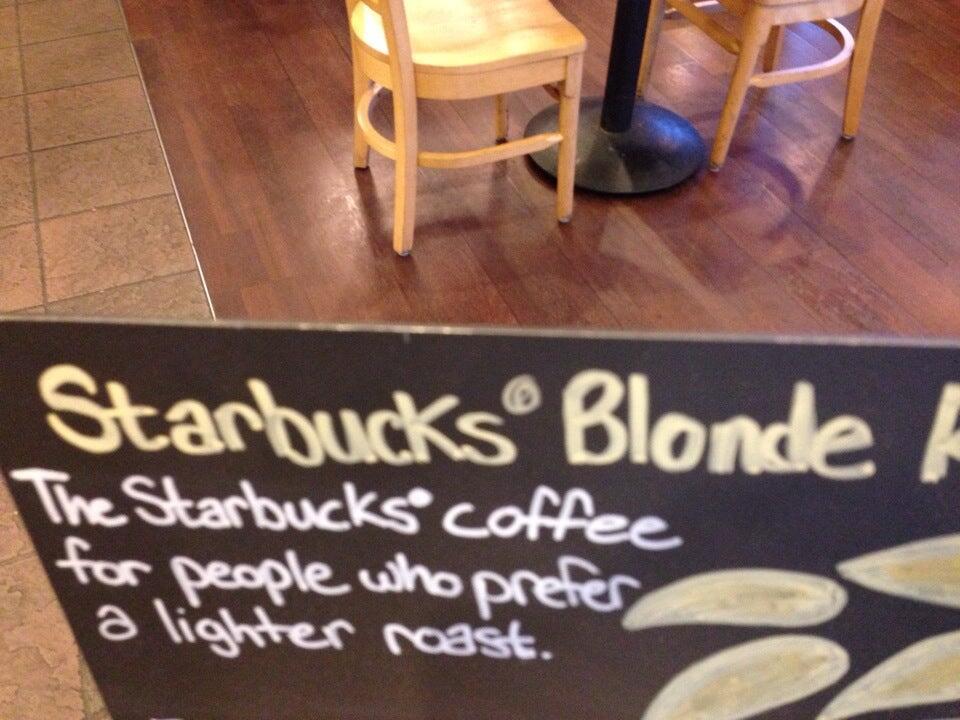 Starbucks® Blonde
The Starbucks® coffee
for people who prefer
a lighter roast.